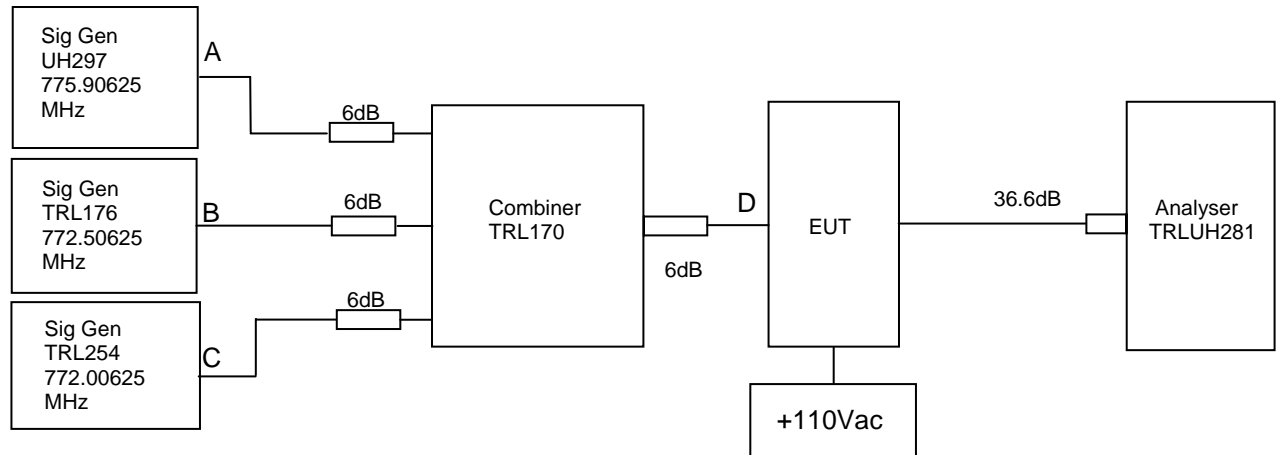 Sig Gen
UH297
775.90625
MHz
A
6dB
Sig Gen
TRL176
772.50625
MHz
B
6dB
Sig Gen
TRL254
772.00625
MHz
C
6dB
Combiner
TRL170
6dB
D
EUT
+110Vac
36.6dB
Analyser
TRLUH281